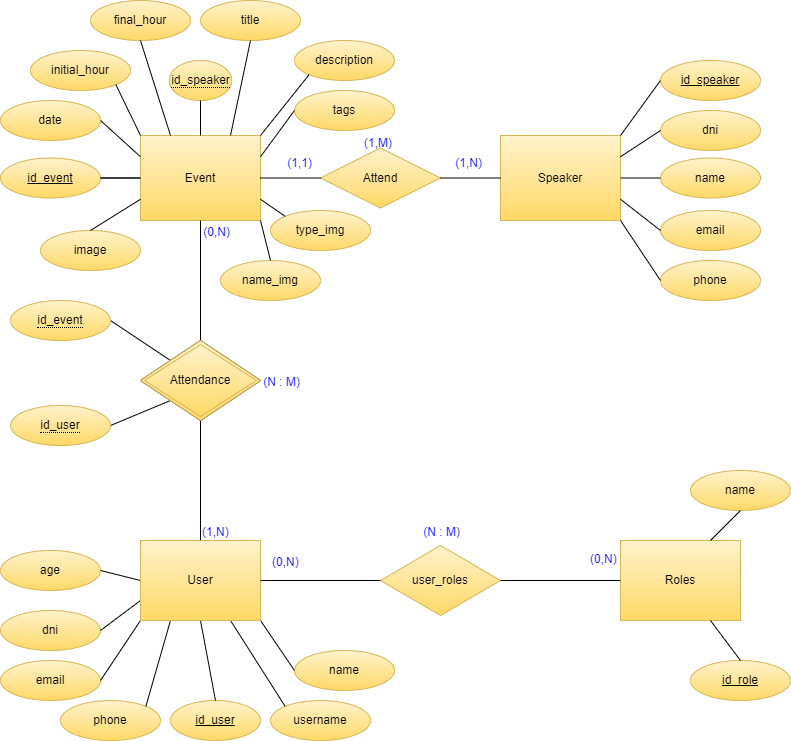 final_hour
title
initial_hour
id_speaker
description
id_speaker
date
tags
dni
(1,M)
(1,1)
(1,N)
id_event
Event
Attend
Speaker
name
(0,N)
type_img
email
image
name_img
phone
id_event
Attendance
(N : M)
id_user
name
(1,N)
(N : M)
(0,N)
(0,N)
age
User
user_roles
Roles
dni
email
name
id_role
phone
id_user
username